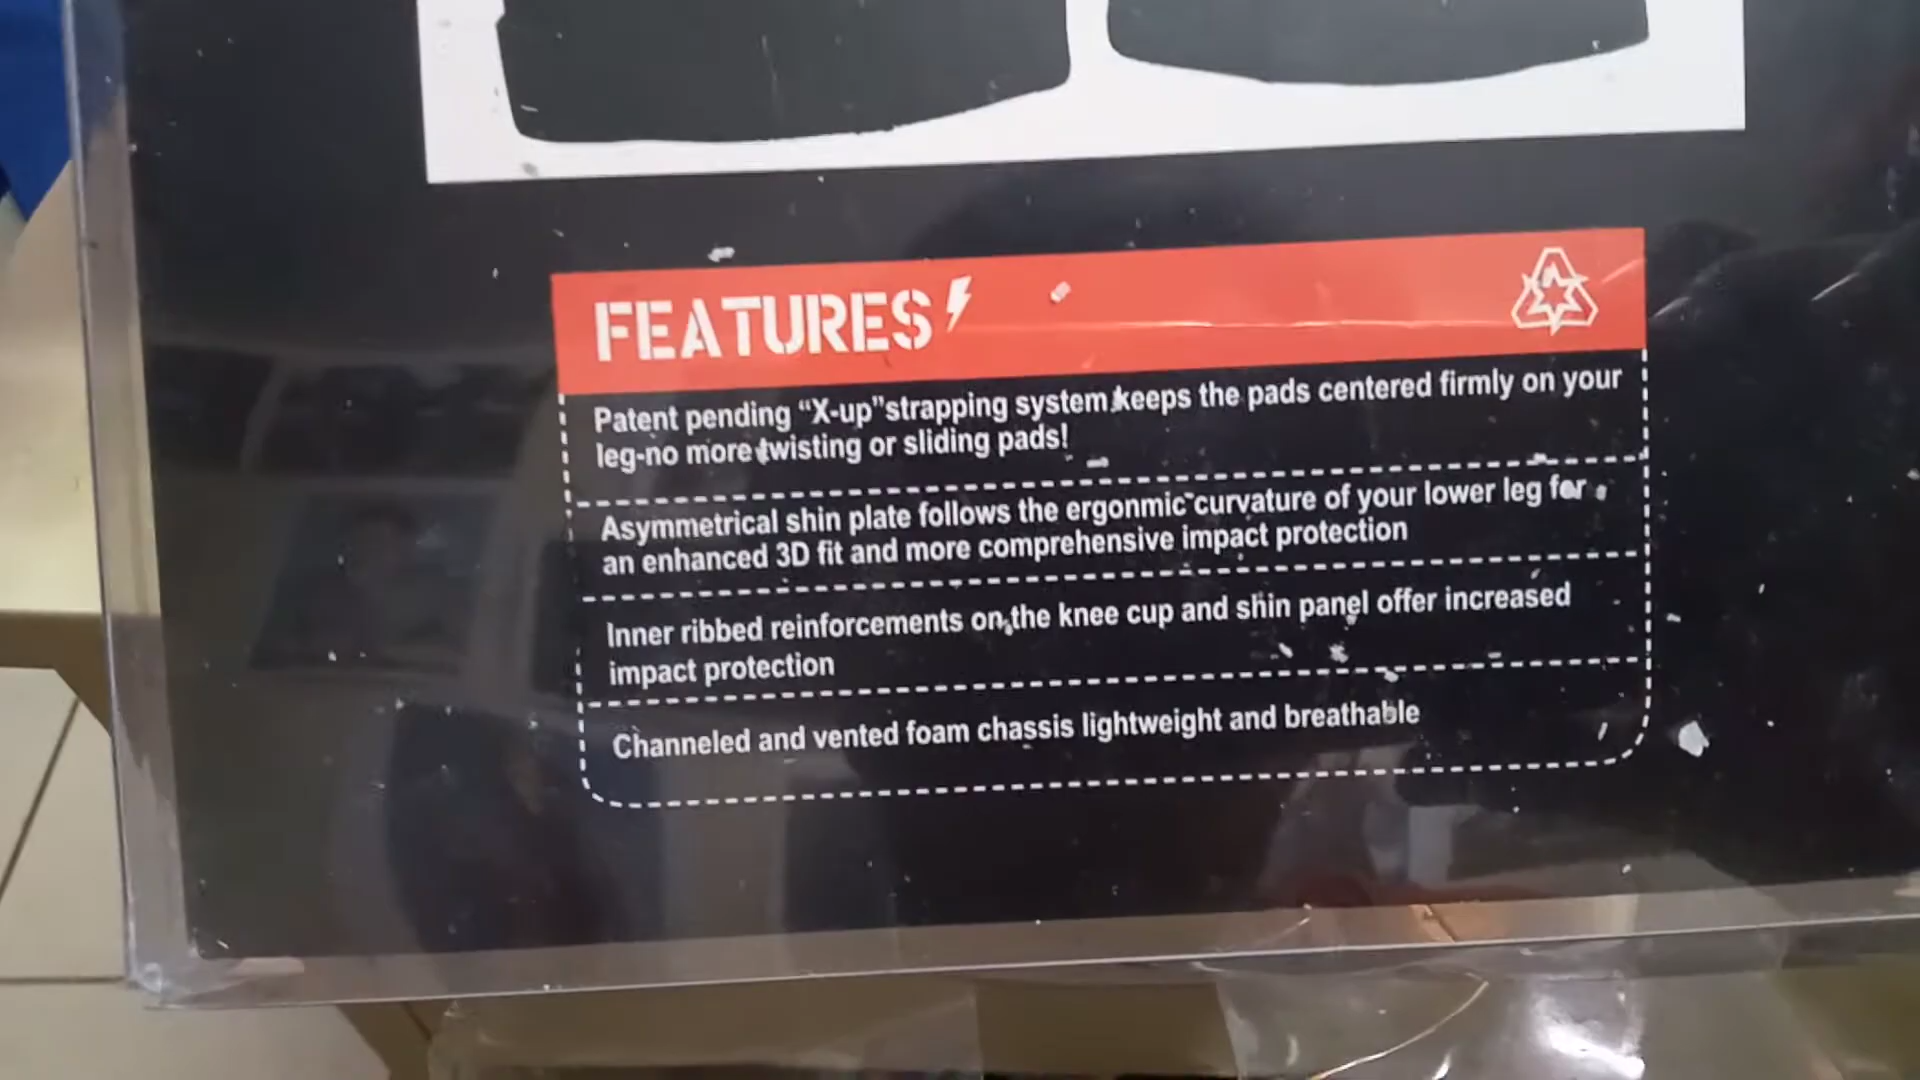 FEATURES
Patent pending “X-up”strapping system keeps the pads centered firmly on your
leg-no more twisting or sliding pads!
Asymmetrical shin plate follows the ergonmic curvature of your lower leg for
an enhanced 3D fit and more comprehensive impact protection
Inner ribbed reinforcements on the knee cup and shin panel offer increased
impact protection
Channeled and vented foam chassis lightweight and breathable